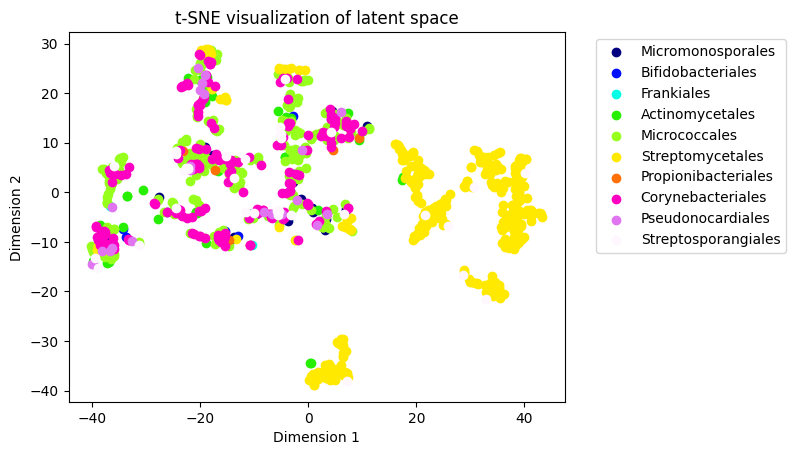 t-SNE visualization of latent space
30
20
10
0
−10
−20
−30
−40
Dimension 2
−40
−20
0
20
40
Dimension 1
Micromonosporales
Bifidobacteriales
Frankiales
Actinomycetales
Micrococcales
Streptomycetales
Propionibacteriales
Corynebacteriales
Pseudonocardiales
Streptosporangiales